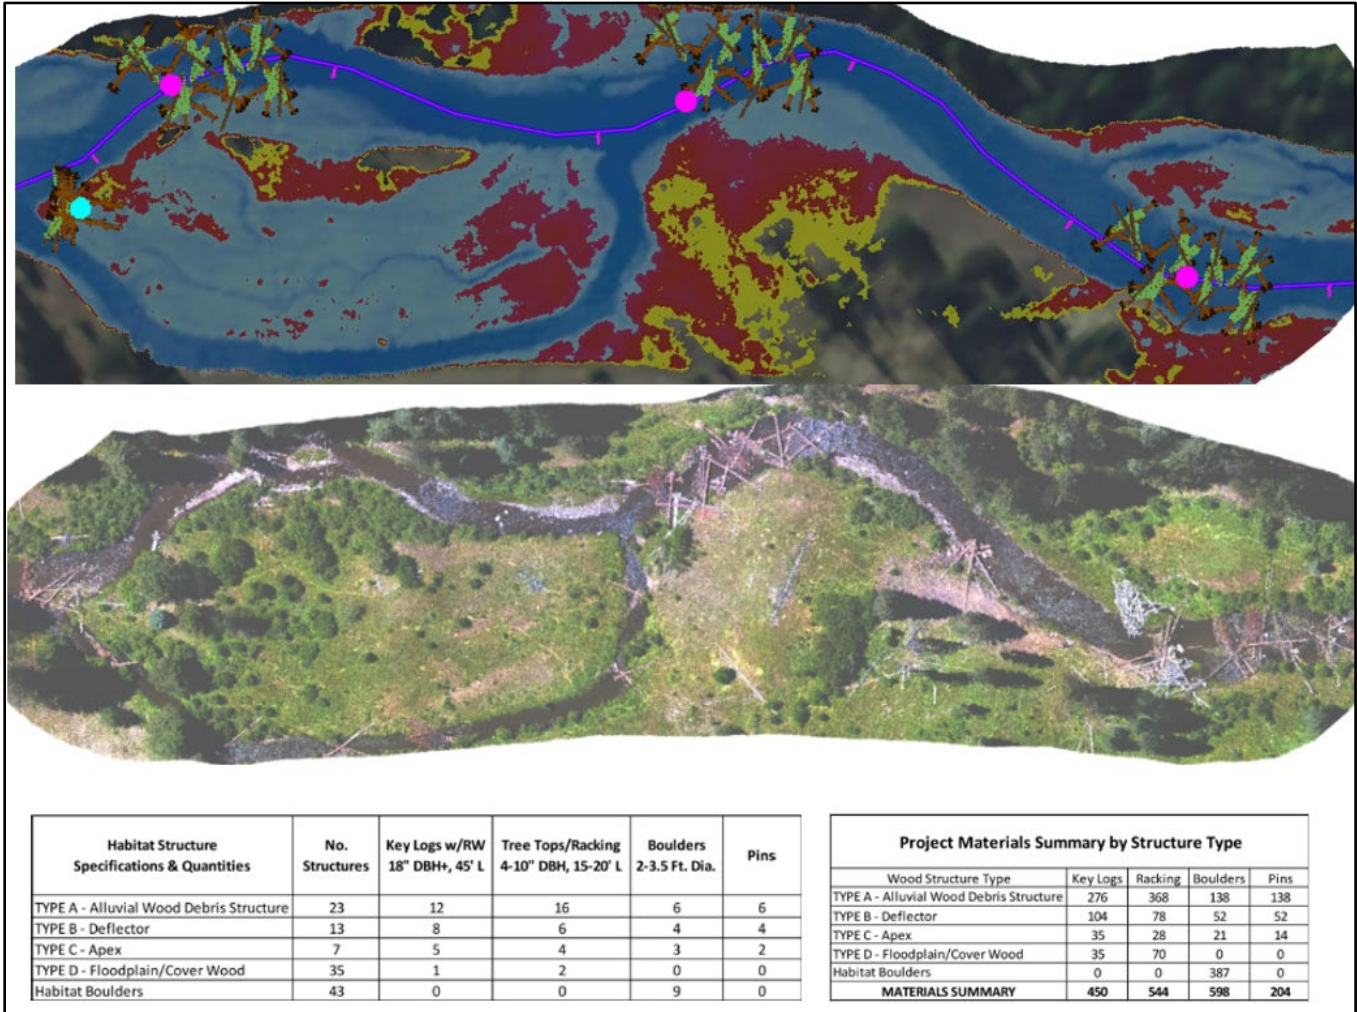 Habitat Structure
Specifications & Quantities
No.
Structures
Key Logs w/RW
18" DBH+, 45' L
Tree Tops/Racking
4-10" DBH, 15-20' L
Boulders
2-3.5 Ft. Dia.
Pins
TYPE A - Alluvial Wood Debris Structure 23 12 16 6 6
TYPE B - Deflector 13 8 6 4 4
TYPE C - Apex 7 5 4 3 2
TYPE D - Floodplain/Cover Wood 35 1 2 0 0
Habitat Boulders 43 0 0 9 0
Project Materials Summary by Structure Type
Wood Structure Type Key Logs Racking Boulders Pins
TYPE A - Alluvial Wood Debris Structure 276 368 138 138
TYPE B - Deflector 104 78 52 52
TYPE C - Apex 35 28 21 14
TYPE D - Floodplain/Cover Wood 35 70 0 0
Habitat Boulders 0 0 387 0
MATERIALS SUMMARY 450 544 598 204